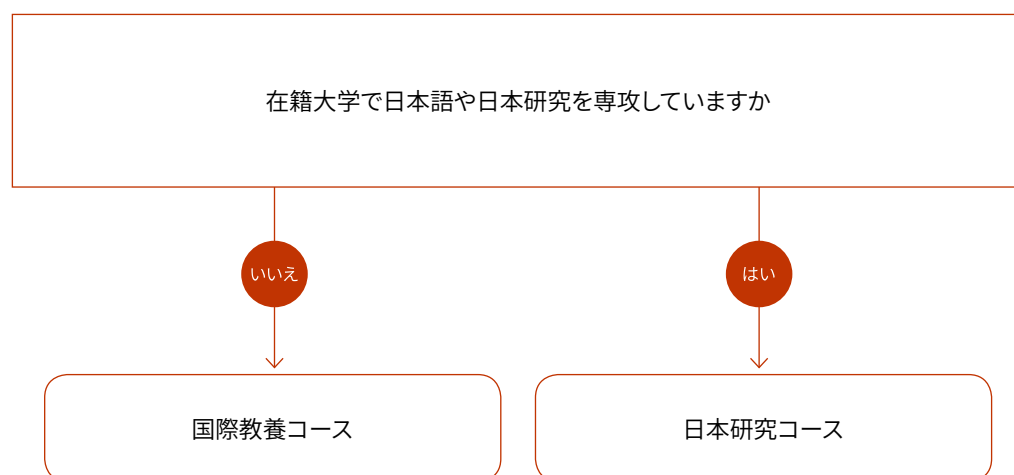 在籍大学で日本語や日本研究を専攻していますか
いいえ
はい
国際教養コース
日本研究コース